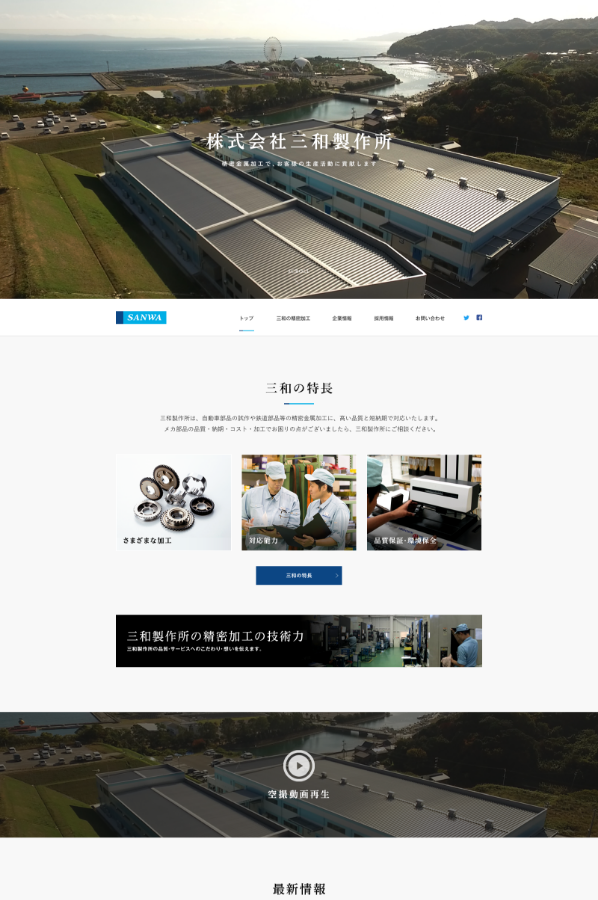 株式会社三和製作所
精密金属加工で、お客様の生産活動に貢献します
SANWA
トップ
三和の精密加工
企業情報
採用情報
お問い合わせ
三和の特長
三和製作所は、自動車部品の試作や鉄道部品等の精密金属加工に、高い品質と短納期で対応いたします。
メカ部品の品質・納期・コスト・加工でお困りの点がございましたら、三和製作所にご相談ください。
さまざまな加工
対応能力
品質保証・環境保全
三和の特長
三和製作所の精密加工の技術力
三和製作所の品質・サービスへのこだわり・想いを伝えます。
空撮動画再生
最新情報